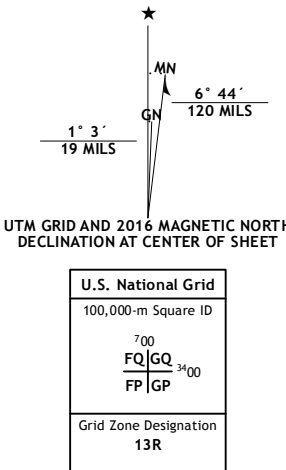 ★
MN
GN
6° 44´
120 MILS
1° 3´
19 MILS
UTM GRID AND 2016 MAGNETIC NORTH
DECLINATION AT CENTER OF SHEET
U.S. National Grid
100,000-m Square ID
700
FQ GQ
3400
FP GP
Grid Zone Designation
13R